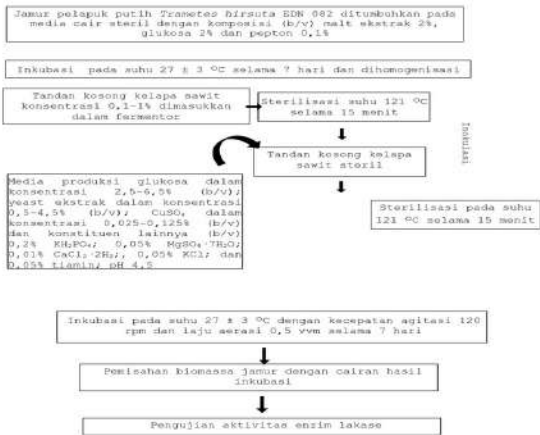 Jamur pelapuk putih Trametes hirsuta EDN 082 ditumbuhkan pada
media cair steril dengan komposisi (b/v) malt ekstrak 2%,
glukosa 2% dan pepton 0,1%
Inkubasi pada suhu 27 ± 3 ºC selama 7 hari dan dihomogenisasi
Tandan kosong kelapa sawit
konsentrasi 0,1-1% dimasukkan
dalam fermentor
Sterilisasi suhu 121 ºC
selama 15 menit
Inokulasi
Tandan kosong kelapa
sawit steril
Media produksi glukosa dalam
konsentrasi 2,5-6,5% (b/v);
yeast ekstrak dalam konsentrasi
0,5-4,5% (b/v); CuSO₄ dalam
konsentrasi 0,025-0,125% (b/v)
dan konstituen lainnya (b/v)
0,2% KH₂PO₄; 0,05% MgSO₄·7H₂O;
0,01% CaCl₂·2H₂; 0,05% KCl; dan
0,05% tiamin; pH 4,5
Sterilisasi pada suhu
121 ºC selama 15 menit
Inkubasi pada suhu 27 ± 3 ºC dengan kecepatan agitasi 120
rpm dan laju aerasi 0,5 vvm selama 7 hari
Pemisahan biomassa jamur dengan cairan hasil
inkubasi
Pengujian aktivitas enzim lakase